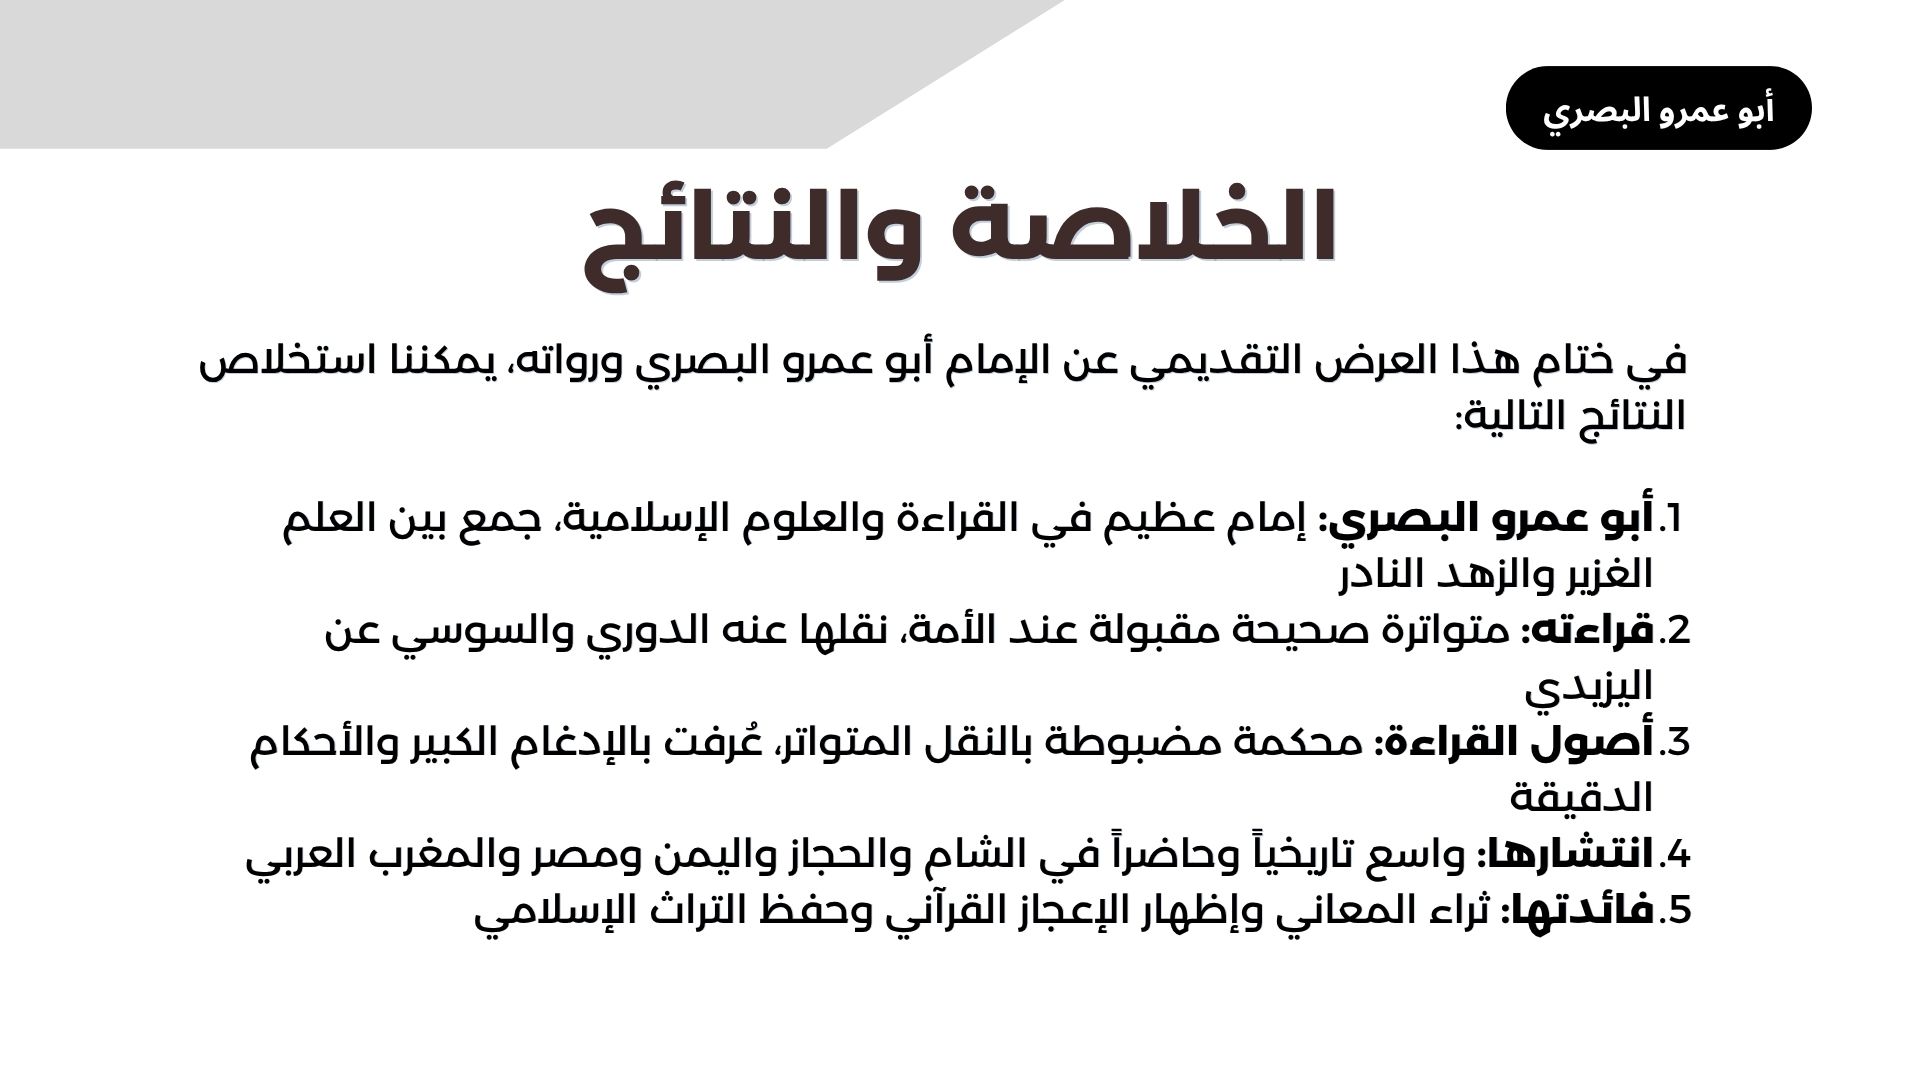 أبو عمرو البصري
الخلاصة والنتائج
في ختام هذا العرض التقديمي عن الإمام أبو عمرو البصري ورواته، يمكننا استخلاص
النتائج التالية:
1. أبو عمرو البصري: إمام عظيم في القراءة والعلوم الإسلامية، جمع بين العلم
الغزير والزهد النادر
2. قراءته: متواترة صحيحة مقبولة عند الأمة، نقلها عنه الدوري والسوسي عن
اليزيدي
3. أصول القراءة: محكمة مضبوطة بالنقل المتواتر، عُرفت بالإدغام الكبير والأحكام
الدقيقة
4. انتشارها: واسع تاريخياً وحاضراً في الشام والحجاز واليمن ومصر والمغرب العربي
5. فائدتها: ثراء المعاني وإظهار الإعجاز القرآني وحفظ التراث الإسلامي